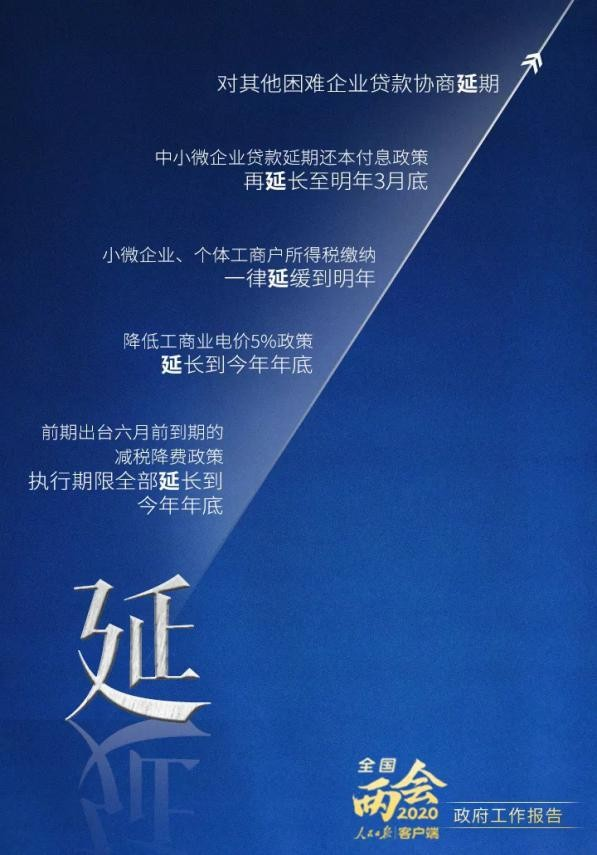 对其他困难企业贷款协商延期
中小微企业贷款延期还本付息政策
再延长至明年3月底
小微企业、个体工商户所得税缴纳
一律延缓到明年
降低工商业电价5%政策
延长到今年年底
前期出台六月前到期的
减税降费政策
执行期限全部延长到
今年年底
延
全国
两会
2020
人民日报|客户端
政府工作报告